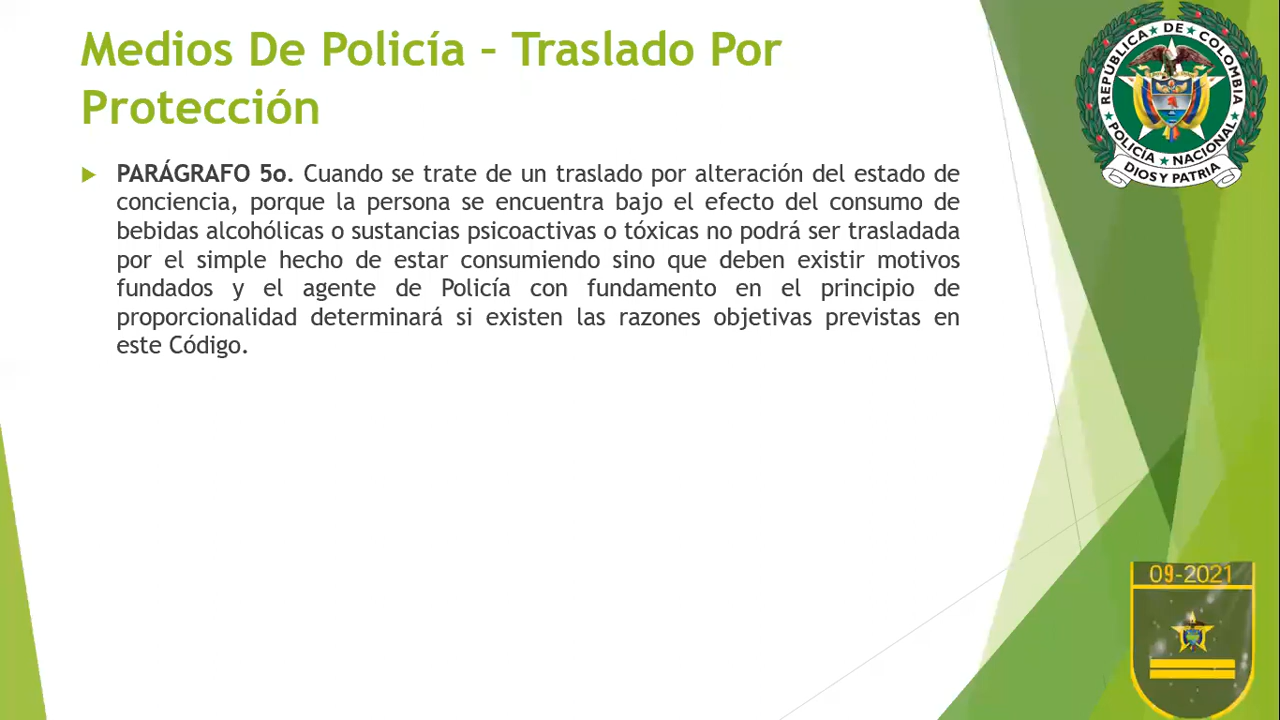 Medios De Policía – Traslado Por
Protección
PARÁGRAFO 5o. Cuando se trate de un traslado por alteración del estado de
conciencia, porque la persona se encuentra bajo el efecto del consumo de
bebidas alcohólicas o sustancias psicoactivas o tóxicas no podrá ser trasladada
por el simple hecho de estar consumiendo sino que deben existir motivos
fundados y el agente de Policía con fundamento en el principio de
proporcionalidad determinará si existen las razones objetivas previstas en
este Código.
REPÚBLICA DE COLOMBIA
POLICÍA NACIONAL
DIOS Y PATRIA
09-2021